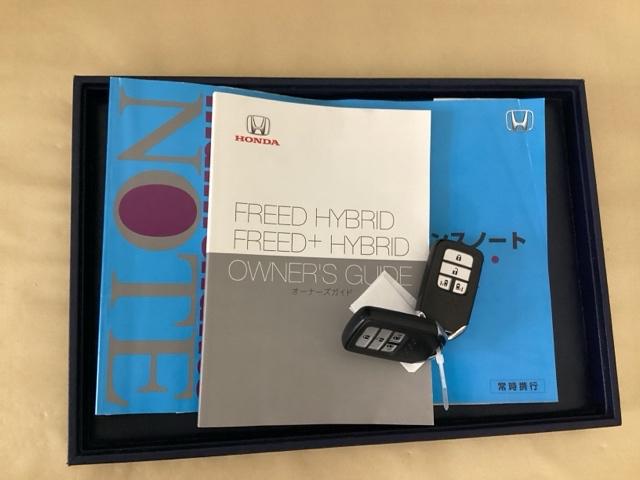 NOTE
HONDA
FREED HYBRID
FREED+ HYBRID
OWNER'S GUIDE
オーナーズガイド
ンスノート
常時携行